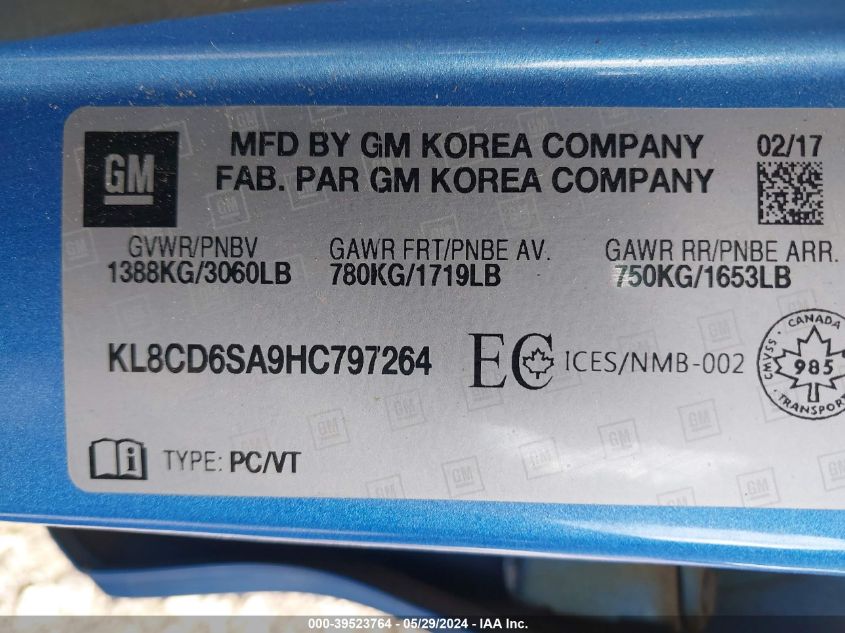 GM
MFD BY GM KOREA COMPANY
02/17
FAB. PAR GM KOREA COMPANY
GVWR/PNBV
GAWR FRT/PNBE AV.
GAWR RR/PNBE ARR.
1388KG/3060LB
780KG/1719LB
750KG/1653LB
KL8CD6SA9HC797264
EC
ICES/NMB-002
CANADA
CMVSS
985
TRANSPORT
TYPE: PC/VT
000-39523764 - 05/29/2024 - IAA Inc.